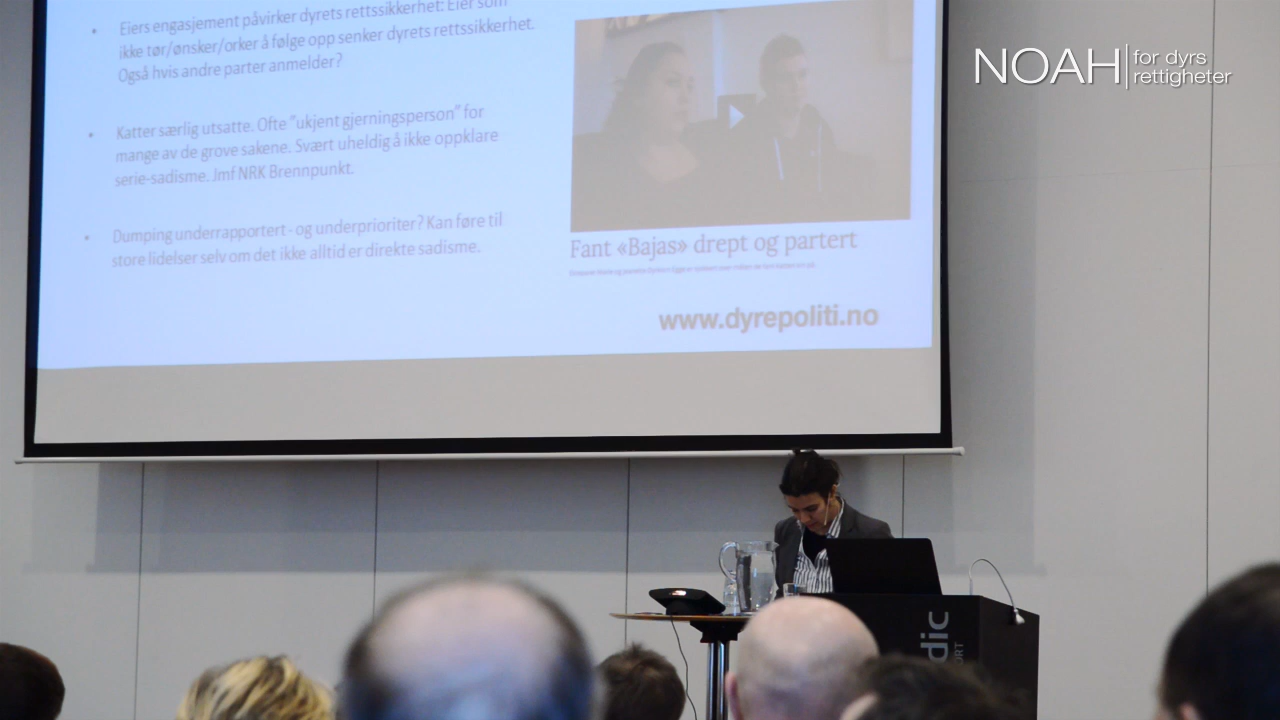 Eiers engasjement påvirker dyrets rettssikkerhet: Eier som
ikke tør/ønsker/orker å følge opp senker dyrets rettssikkerhet.
Også hvis andre parter anmelder?
Katter særlig utsatte. Ofte ”ukjent gjerningsperson” for
mange av de grove sakene. Svært uheldig å ikke oppklare
serie-sadisme. Jmf NRK Brennpunkt.
Dumping underrapportert - og underprioriter? Kan føre til
store lidelser selv om det ikke alltid er direkte sadisme.
Fant «Bajas» drept og partert
www.dyrepoliti.no
NOAH for dyrs
rettigheter
dic
ORT